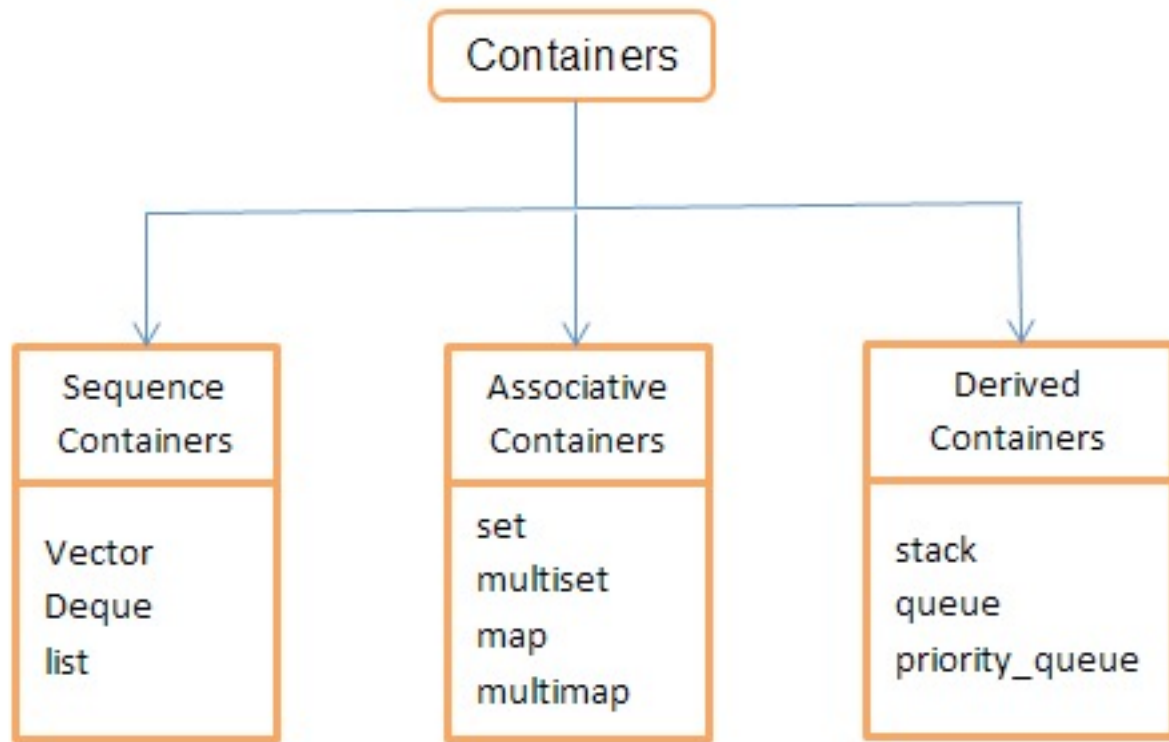 Containers
Sequence
Containers
Vector
Deque
list
Associative
Containers
set
multiset
map
multimap
Derived
Containers
stack
queue
priority_queue